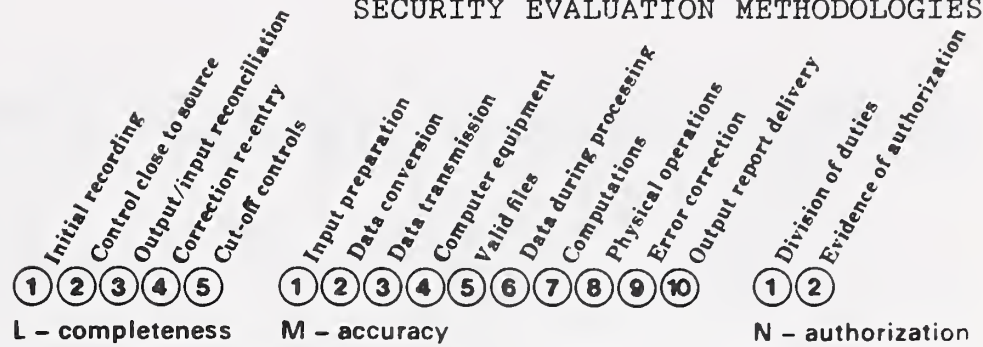 SECURITY EVALUATION METHODOLOGIES
Initial recording
Control close to source
Output/input reconciliation
Correction re-entry
Cut-off controls
Input preparation
Data conversion
Data transmission
Computer equipment
Valid files
Data during processing
Computations
Physical operations
Error correction
Output report delivery
Division of duties
Evidence of authorization
1 2 3 4 5
1 2 3 4 5 6 7 8 9 10
1 2
L – completeness
M – accuracy
N – authorization